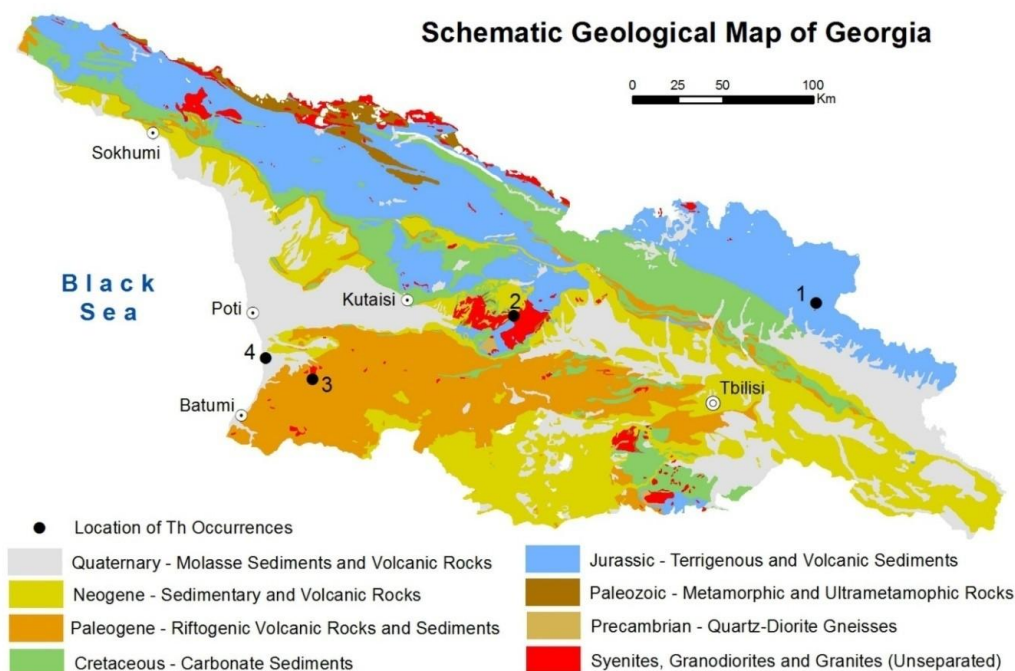 Schematic Geological Map of Georgia
0 25 50 100
Km
Sokhumi
Black
Sea
Poti
Kutaisi
2
1
4
3
Batumi
Tbilisi
Location of Th Occurrences
Quaternary - Molasse Sediments and Volcanic Rocks
Neogene - Sedimentary and Volcanic Rocks
Paleogene - Riftogenic Volcanic Rocks and Sediments
Cretaceous - Carbonate Sediments
Jurassic - Terrigenous and Volcanic Sediments
Paleozoic - Metamorphic and Ultrametamophic Rocks
Precambrian - Quartz-Diorite Gneisses
Syenites, Granodiorites and Granites (Unseparated)